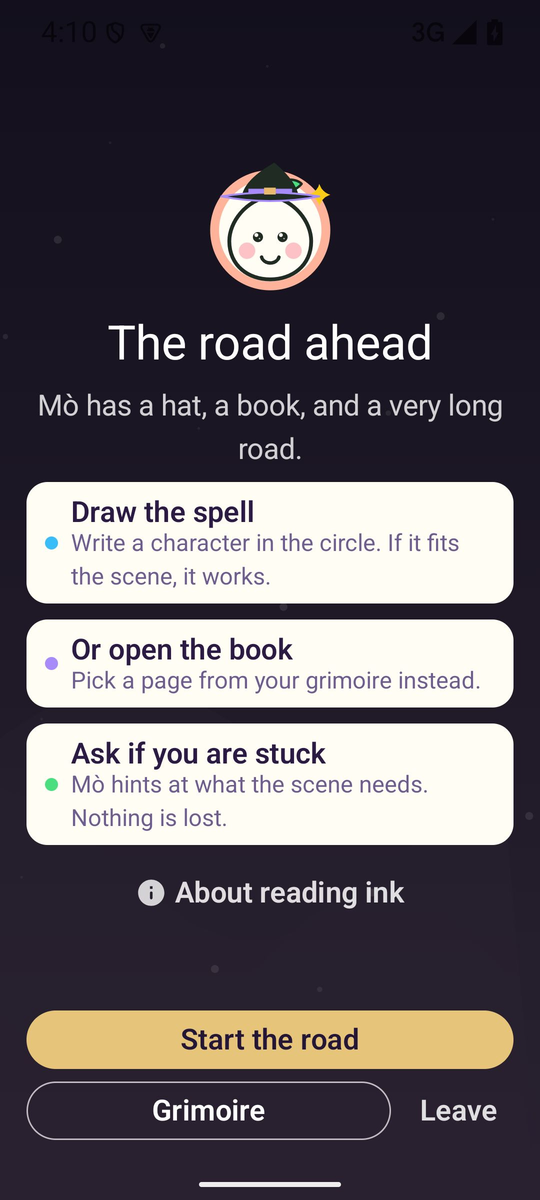 4:10
3G
The road ahead
Mò has a hat, a book, and a very long
road.
Draw the spell
Write a character in the circle. If it fits
the scene, it works.
Or open the book
Pick a page from your grimoire instead.
Ask if you are stuck
Mò hints at what the scene needs.
Nothing is lost.
About reading ink
Start the road
Grimoire
Leave